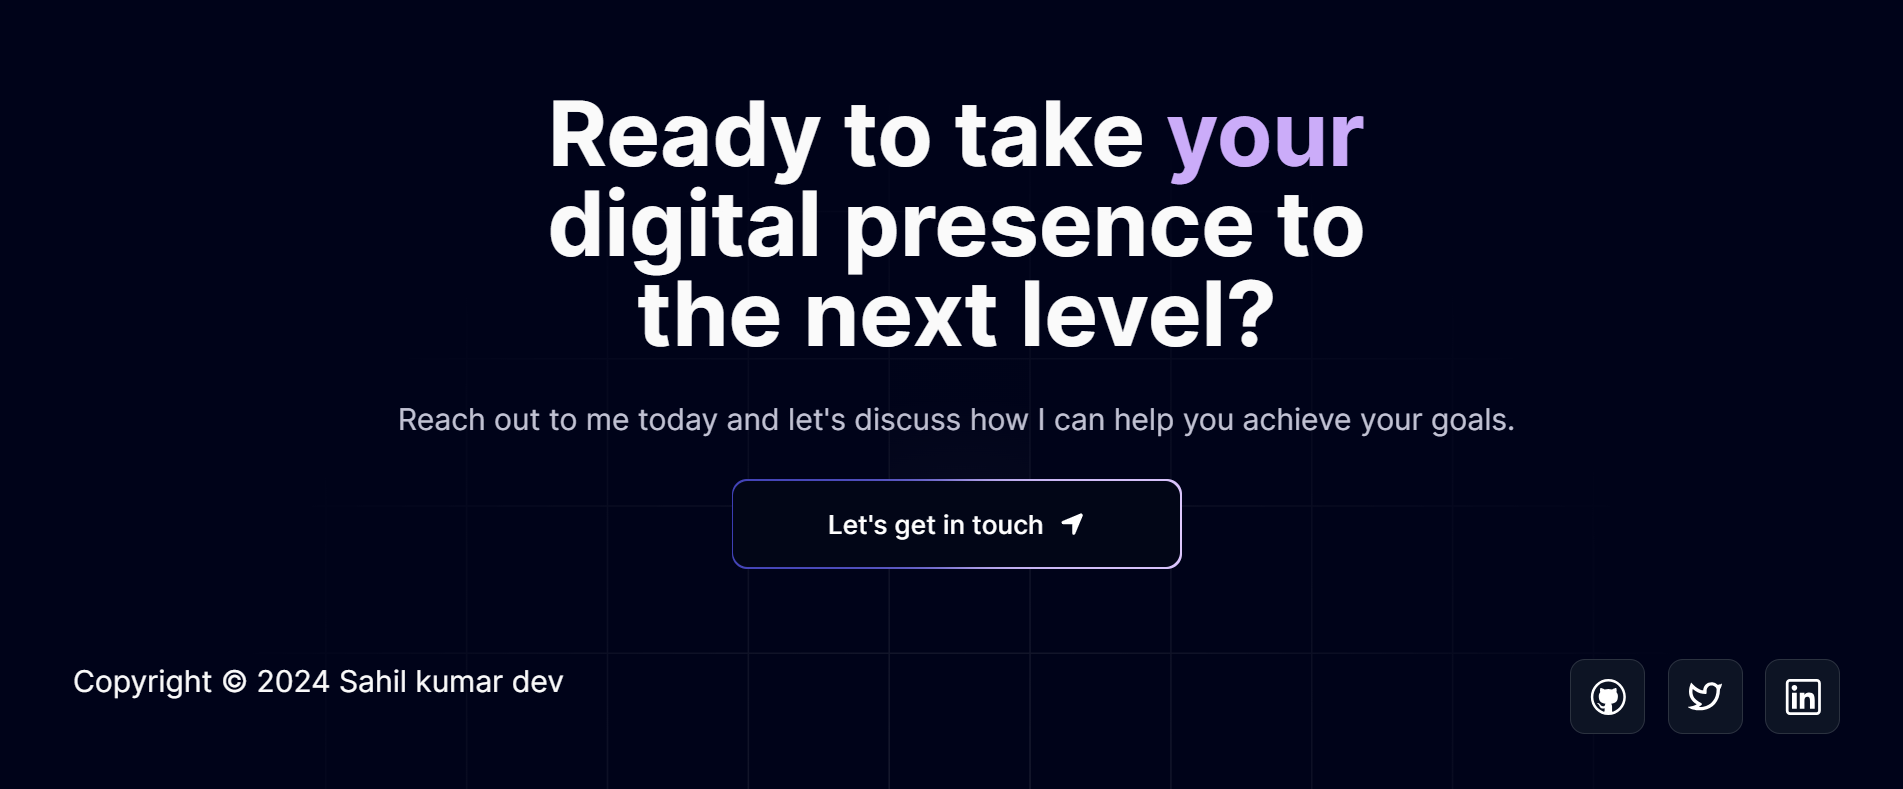 Ready to take your
digital presence to
the next level?
Reach out to me today and let's discuss how I can help you achieve your goals.
Let's get in touch
Copyright © 2024 Sahil kumar dev
in